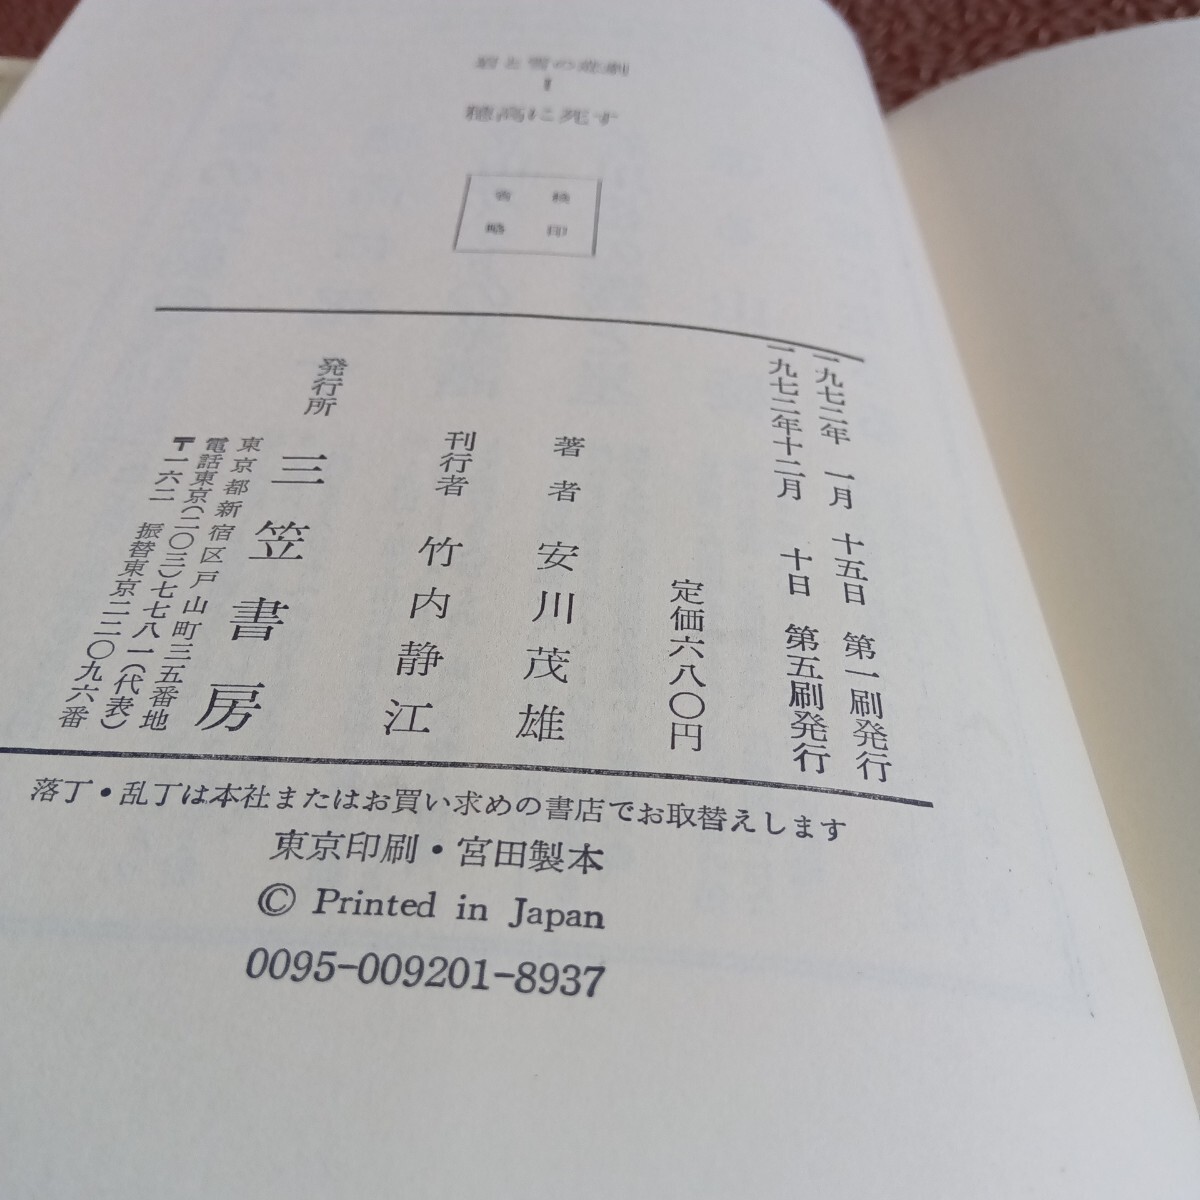 岩と雪の悲劇
1
穂高に死す
検印
省略
一九七二年 一月 十五日 第一刷発行
一九七二年十二月 十日 第五刷発行
定価六八〇円
著者 安川茂雄
刊行者 竹内静江
発行所 三笠書房
東京都新宿区戸山町三五番地
電話東京(二〇三)七七八一(代表)
〒一六二 振替東京二二〇九六番
落丁・乱丁は本社またはお買い求めの書店でお取替えします
東京印刷・宮田製本
© Printed in Japan
0095-009201-8937